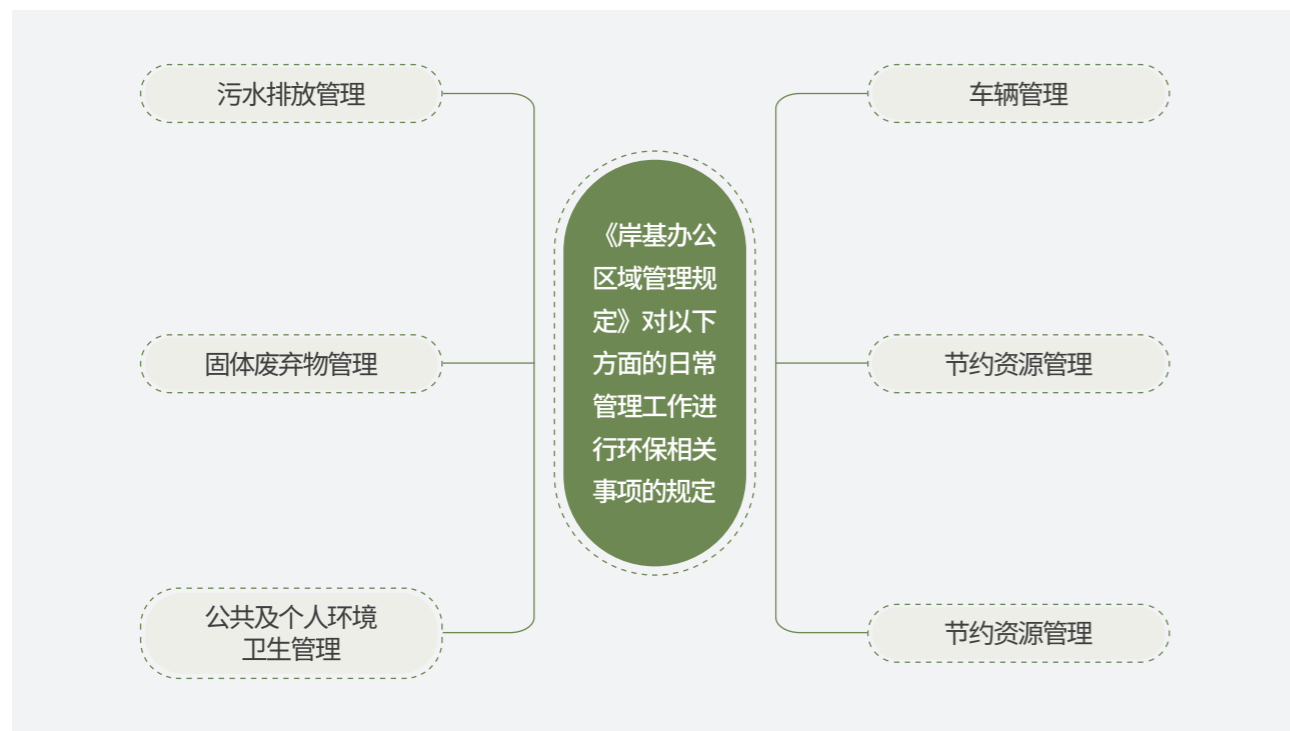 污水排放管理
固体废弃物管理
公共及个人环境
卫生管理
《岸基办公
区域管理规
定》对以下
方面的日常
管理工作进
行环保相关
事项的规定
车辆管理
节约资源管理
节约资源管理